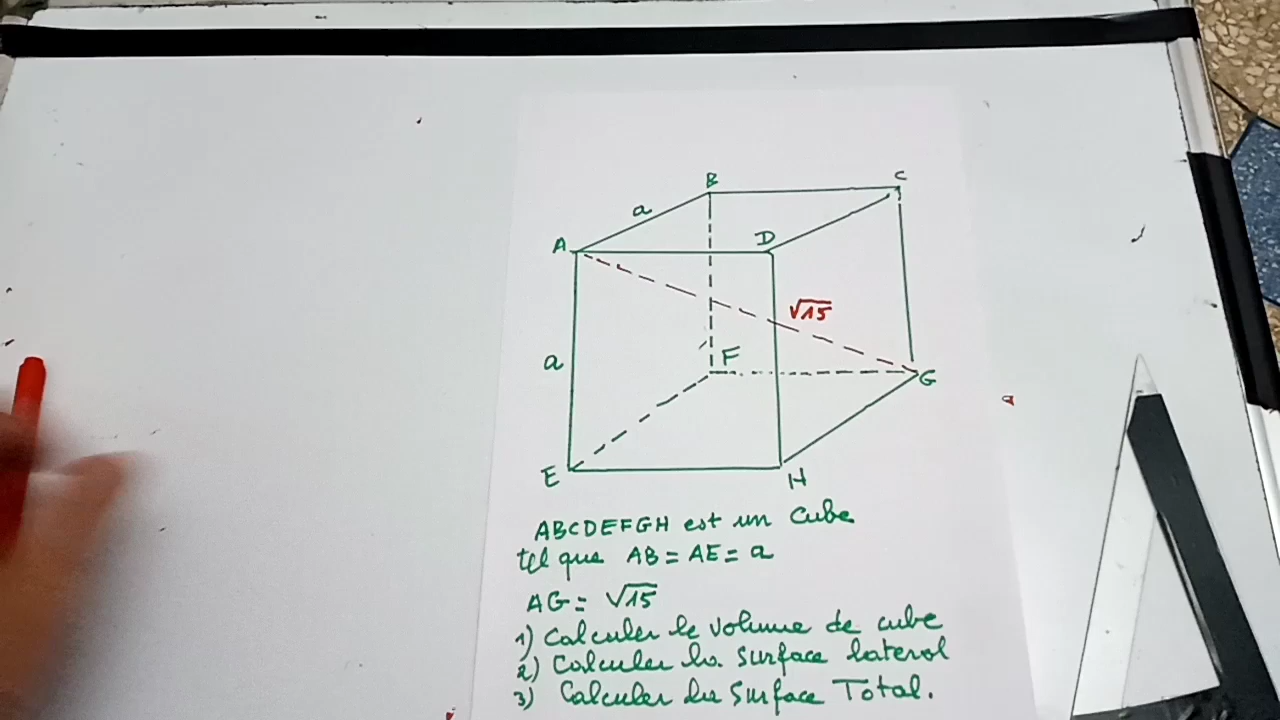 B
C
a
A
D
√15
a
F
G
E
H
ABCDEFGH est un cube
tel que AB = AE = a
AG = √15
1) Calculer le volume de cube
2) Calculer la surface laterol
3) Calculer la surface Total.